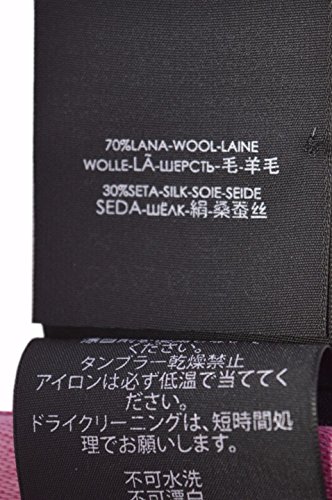 70%LANA-WOOL-LAINE
WOLLE-LÃ-ШЕРСТЬ-毛-羊毛
30%SETA-SILK-SOIE-SEIDE
SEDA-ШЁЛК-絹-桑蚕丝
ください。
タンブラー乾燥禁止
アイロンは必ず低温で当ててく
ださい。
ドライクリーニングは、短時間処
理でお願いします。
不可水洗
不可漂白